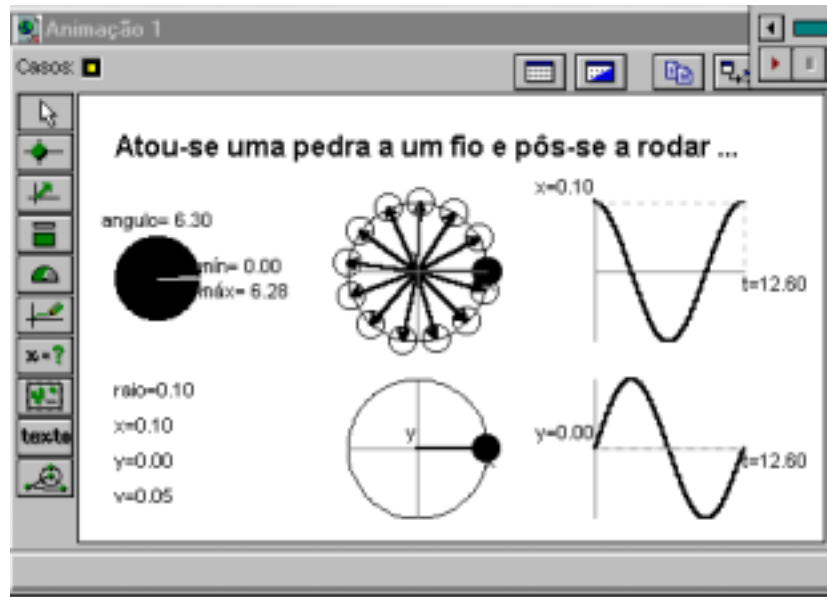 Animação 1
Casos:
Atou-se uma pedra a um fio e pôs-se a rodar ...
angulo= 6.30
mín= 0.00
máx= 6.28
x=0.10
t=12.60
x=?
texto
raio=0.10
x=0.10
y=0.00
v=0.05
y
y=0.00
t=12.60